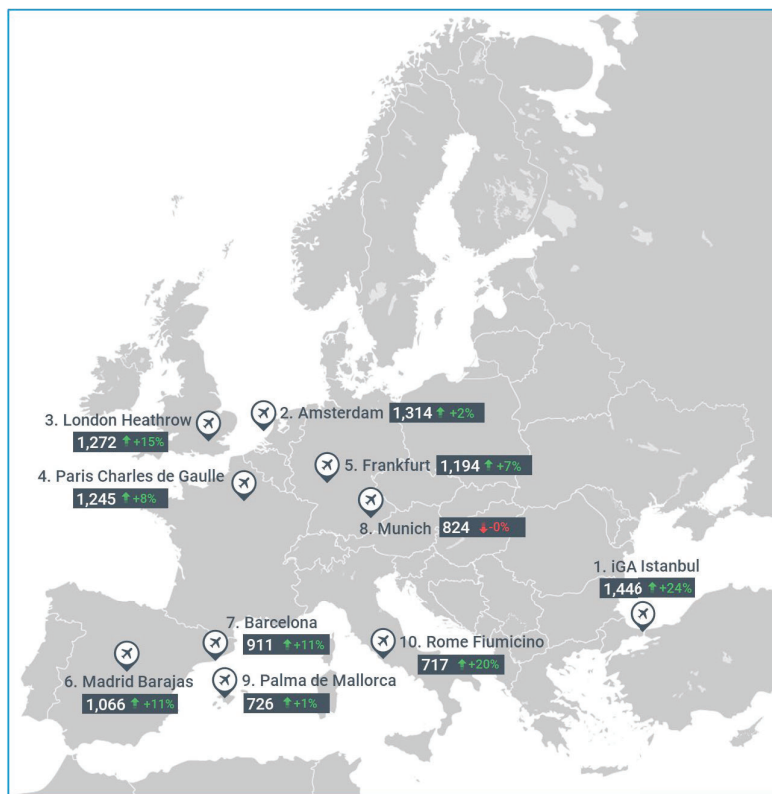 3. London Heathrow
1,272 +15%
2. Amsterdam 1,314 +2%
4. Paris Charles de Gaulle
1,245 +8%
5. Frankfurt 1,194 +7%
8. Munich 824 -0%
1. iGA Istanbul
1,446 +24%
7. Barcelona
911 +11%
10. Rome Fiumicino
717 +20%
6. Madrid Barajas
1,066 +11%
9. Palma de Mallorca
726 +1%